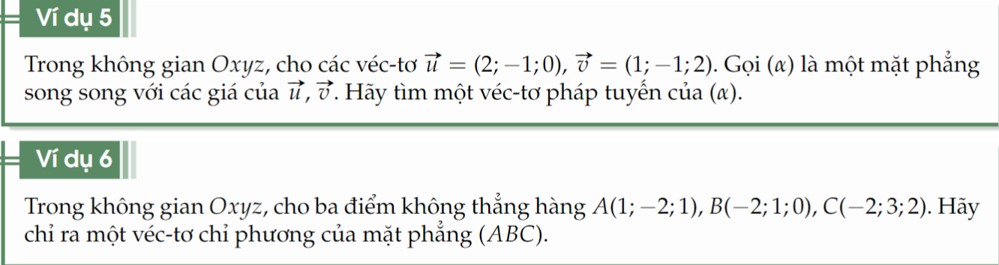 Ví dụ 5
Trong không gian Oxyz, cho các véc-tơ $\vec{u}$ = (2; −1; 0), $\vec{v}$ = (1; −1; 2). Gọi (α) là một mặt phẳng
song song với các giá của $\vec{u}$, $\vec{v}$. Hãy tìm một véc-tơ pháp tuyến của (α).
Ví dụ 6
Trong không gian Oxyz, cho ba điểm không thẳng hàng A(1; −2; 1), B(−2; 1; 0), C(−2; 3; 2). Hãy
chỉ ra một véc-tơ chỉ phương của mặt phẳng (ABC).